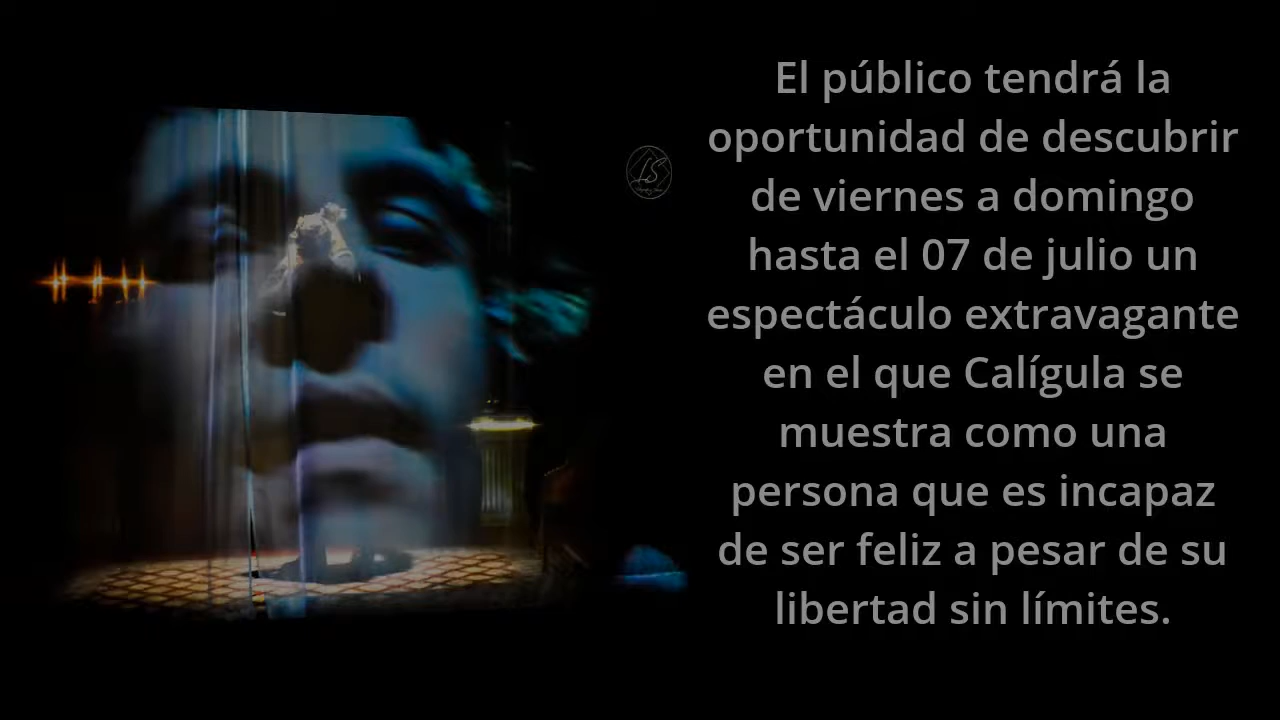 El público tendrá la
oportunidad de descubrir
de viernes a domingo
hasta el 07 de julio un
espectáculo extravagante
en el que Calígula se
muestra como una
persona que es incapaz
de ser feliz a pesar de su
libertad sin límites.
LS